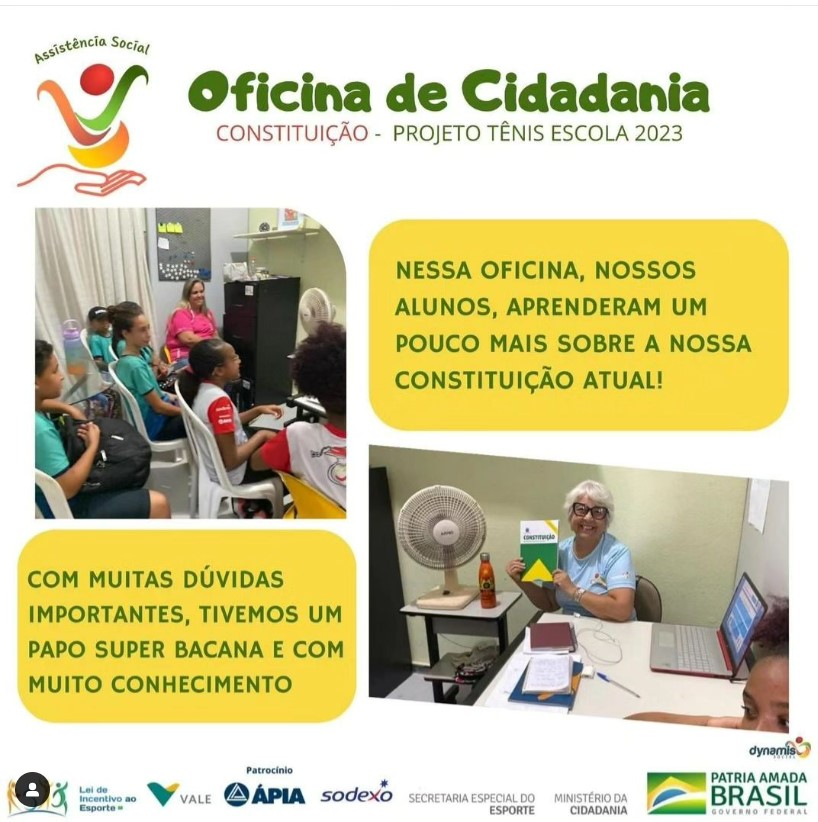 Assistência Social
Oficina de Cidadania
CONSTITUIÇÃO - PROJETO TÊNIS ESCOLA 2023
NESSA OFICINA, NOSSOS
ALUNOS, APRENDERAM UM
POUCO MAIS SOBRE A NOSSA
CONSTITUIÇÃO ATUAL!
CONSTITUIÇÃO
COM MUITAS DÚVIDAS
IMPORTANTES, TIVEMOS UM
PAPO SUPER BACANA E COM
MUITO CONHECIMENTO
dynamis
SOCIAL
Patrocínio
Lei de
Incentivo ao
Esporte
VALE
ÁPIA
sodexo
SECRETARIA ESPECIAL DO
ESPORTE
MINISTÉRIO DA
CIDADANIA
PATRIA AMADA
BRASIL
GOVERNO FEDERAL